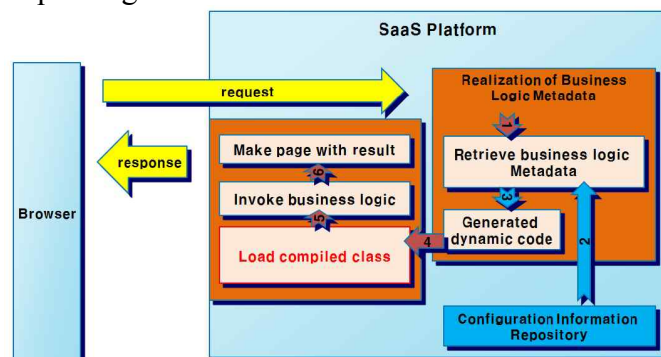 SaaS Platform
request
Realization of Business
Logic Metadata
1
Make page with result
Retrieve business logic
Metadata
response
6
3
Browser
Invoke business logic
Generated
dynamic code
5
4
2
Load compiled class
Configuration Information
Repository